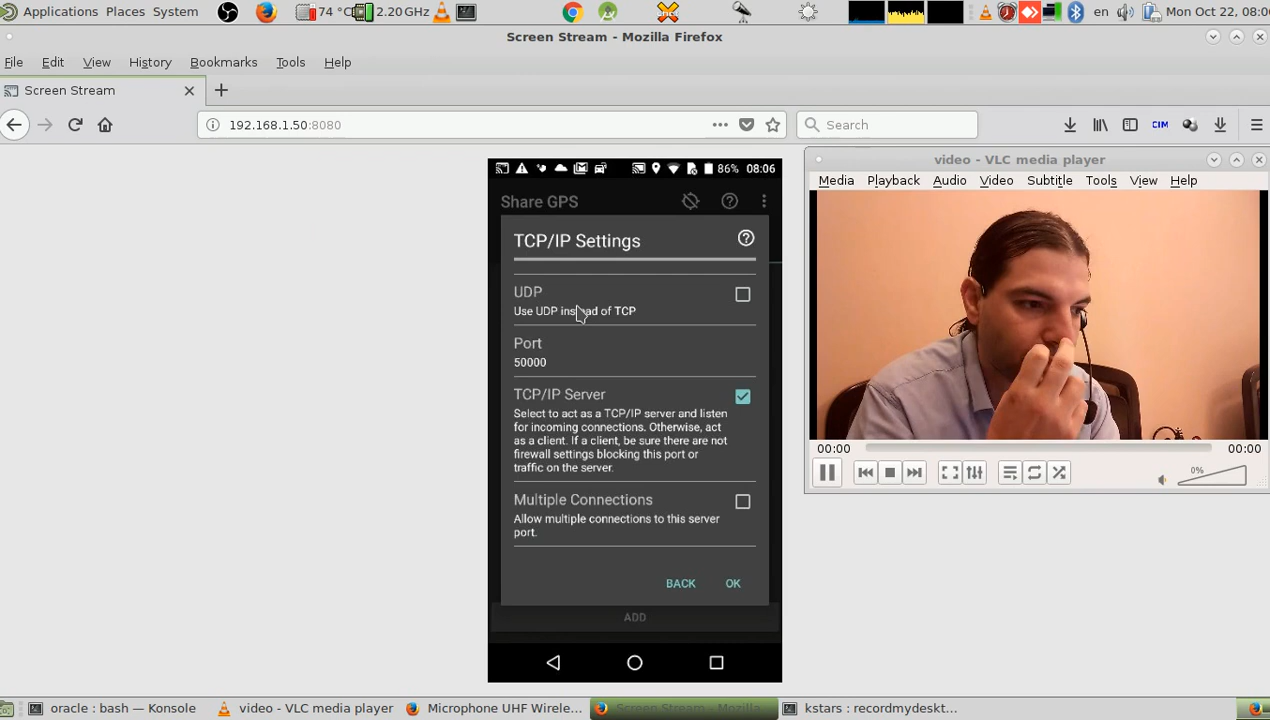 Applications Places System 74 °C 2.20 GHz en Mon Oct 22, 08:0
Screen Stream - Mozilla Firefox
File Edit View History Bookmarks Tools Help
Screen Stream
192.168.1.50:8080 Search CIM
video - VLC media player
Media Playback Audio Video Subtitle Tools View Help
86% 08:06
Share GPS
TCP/IP Settings
UDP
Use UDP instead of TCP
Port
50000
TCP/IP Server
Select to act as a TCP/IP server and listen
for incoming connections. Otherwise, act
as a client. If a client, be sure there are not
firewall settings blocking this port or
traffic on the server.
Multiple Connections
Allow multiple connections to this server
port.
BACK OK
ADD
00:00 00:00
0%
oracle : bash — Konsole video - VLC media player Microphone UHF Wirele... Screen Stream - Mozilla... kstars : recordmydeskt...